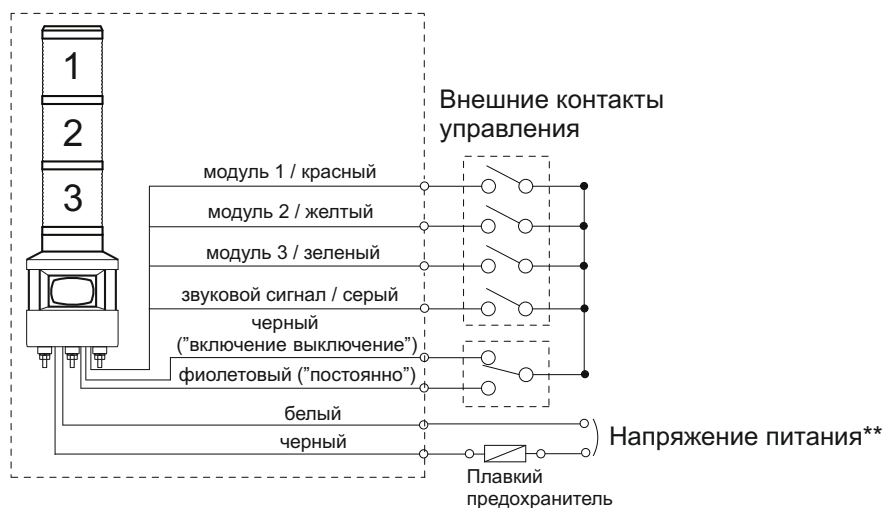 1
2
3
Внешние контакты
управления
модуль 1 / красный
модуль 2 / желтый
модуль 3 / зеленый
звуковой сигнал / серый
черный
(”включение выключение”)
фиолетовый (”постоянно”)
белый
черный
Напряжение питания**
Плавкий
предохранитель